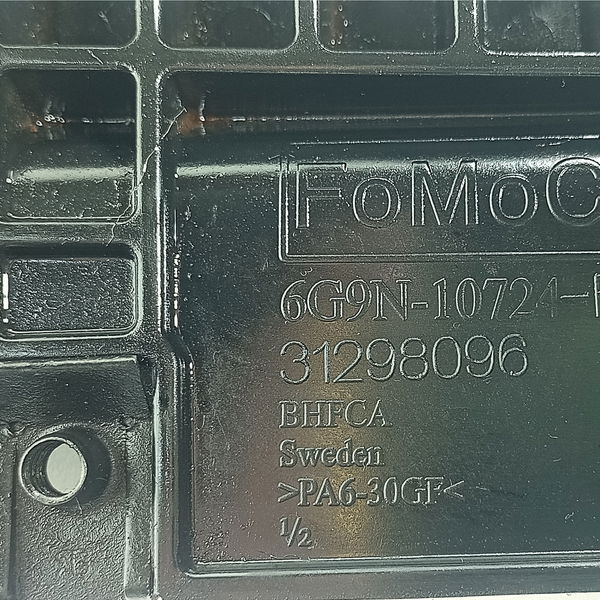 FoMoC
6G9N-10724-
31298096
BHFCA
Sweden
>PA6-30GF<
½